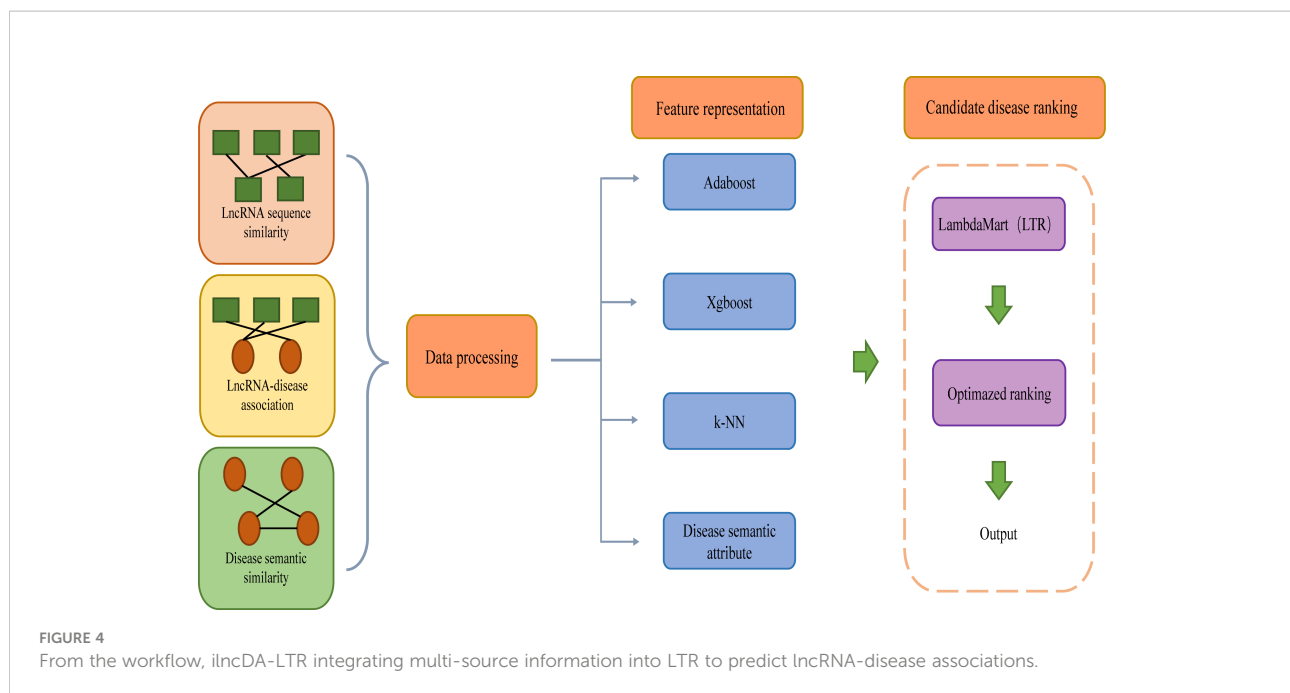 LncRNA sequence
similarity
LncRNA-disease
association
Disease semantic
similarity
Data processing
Feature representation
Adaboost
Xgboost
k-NN
Disease semantic
attribute
Candidate disease ranking
LambdaMart（LTR）
Optimazed ranking
Output
FIGURE 4
From the workflow, ilncDA-LTR integrating multi-source information into LTR to predict lncRNA-disease associations.